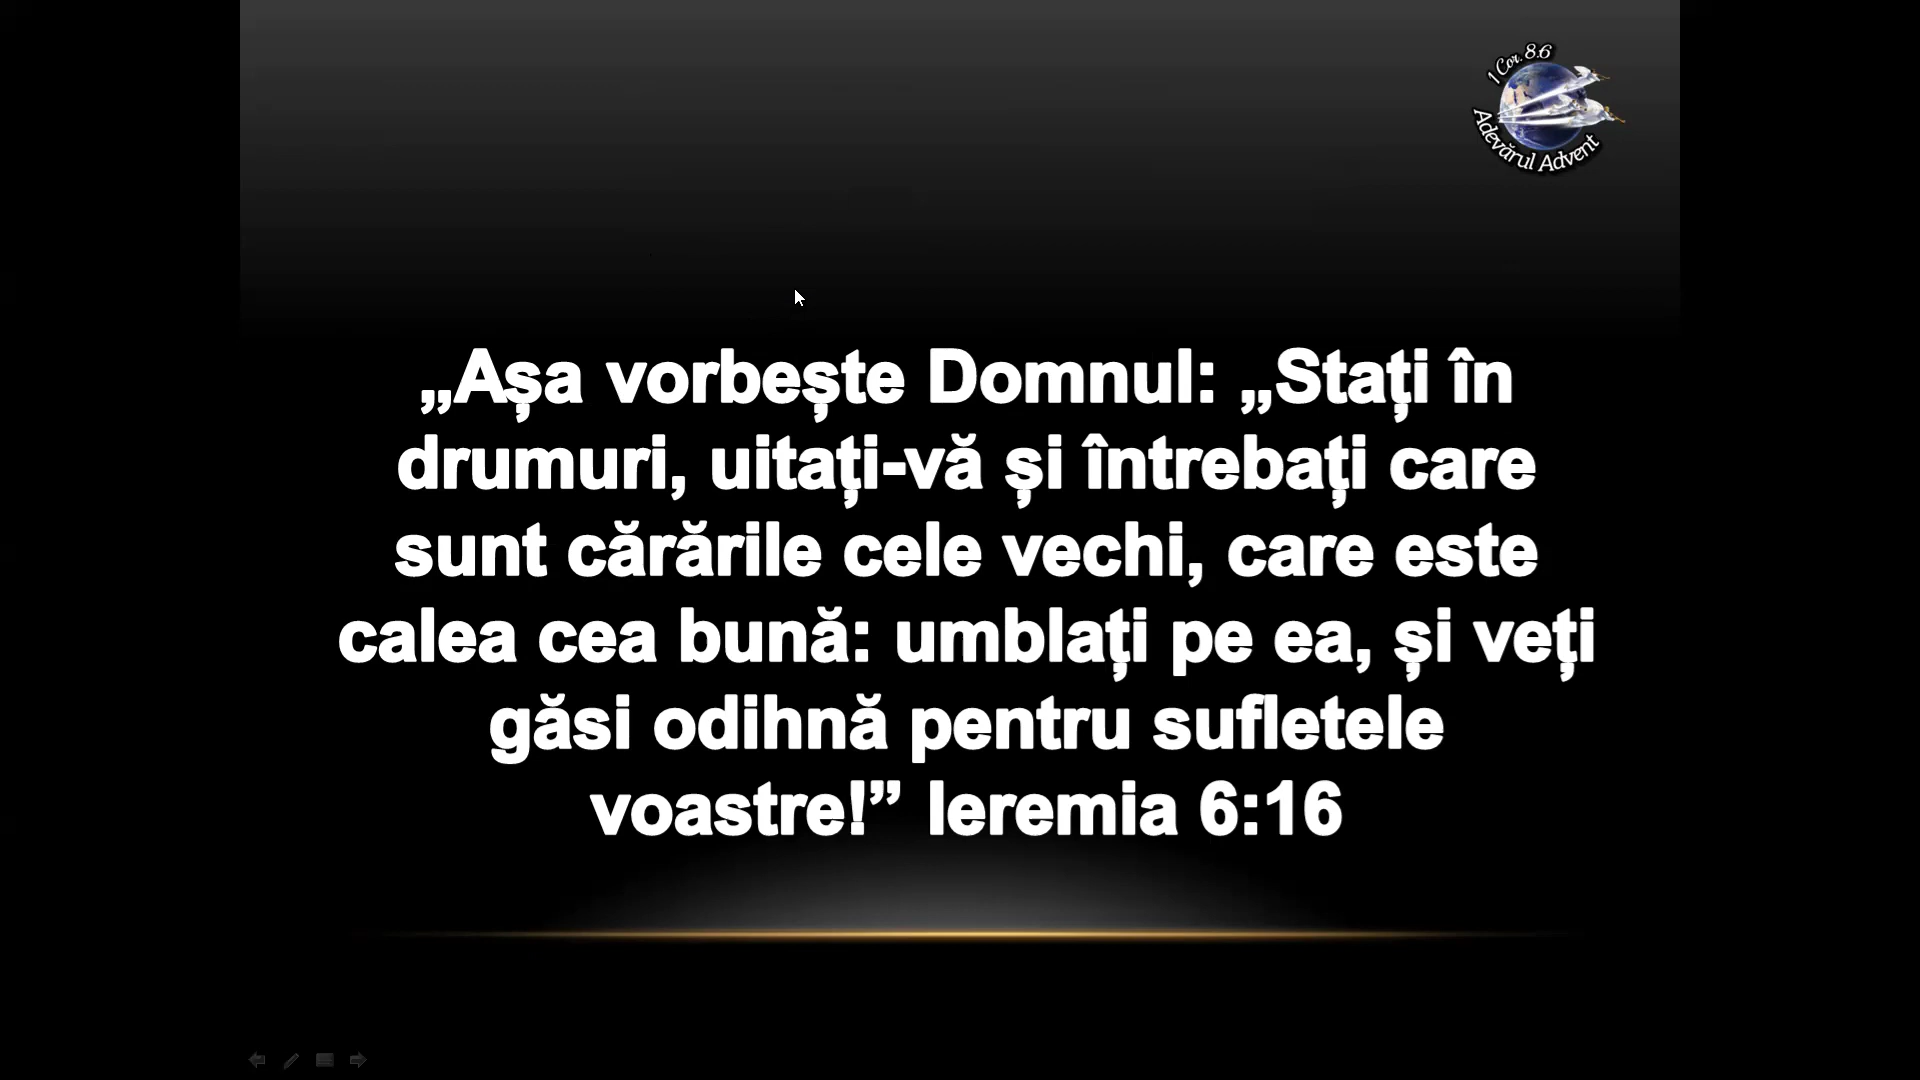 1 Cor. 8:6
Adevărul Advent
„Așa vorbește Domnul: „Stați în
drumuri, uitați-vă și întrebați care
sunt cărările cele vechi, care este
calea cea bună: umblați pe ea, și veți
găsi odihnă pentru sufletele
voastre!” Ieremia 6:16